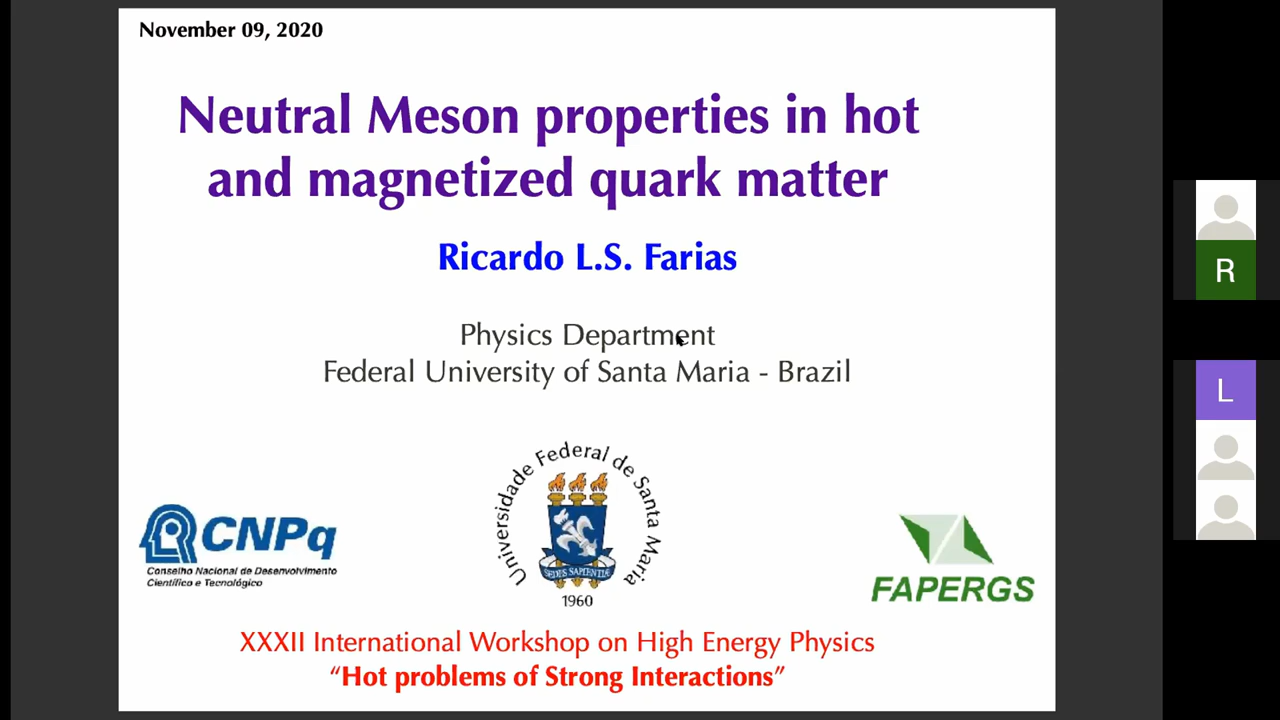 November 09, 2020
Neutral Meson properties in hot
and magnetized quark matter
Ricardo L.S. Farias
Physics Department
Federal University of Santa Maria - Brazil
Universidade Federal de Santa Maria
SEDES SAPIENTIAE
1960
CNPq
Conselho Nacional de Desenvolvimento
Científico e Tecnológico
FAPERGS
XXXII International Workshop on High Energy Physics
“Hot problems of Strong Interactions”
R
L